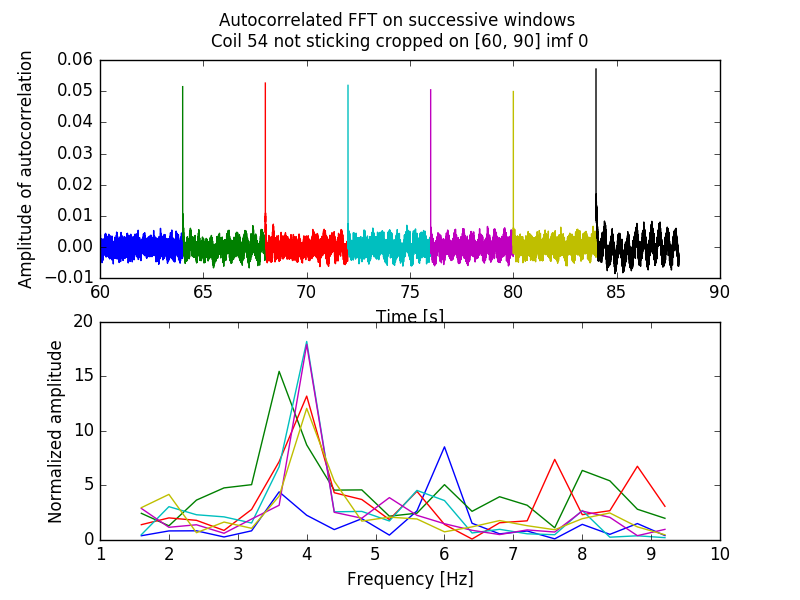 Autocorrelated FFT on successive windows
Coil 54 not sticking cropped on [60, 90] imf 0
Amplitude of autocorrelation
0.06
0.05
0.04
0.03
0.02
0.01
0.00
−0.01
60 65 70 75 80 85 90
Time [s]
Normalized amplitude
20
15
10
5
0
1 2 3 4 5 6 7 8 9 10
Frequency [Hz]